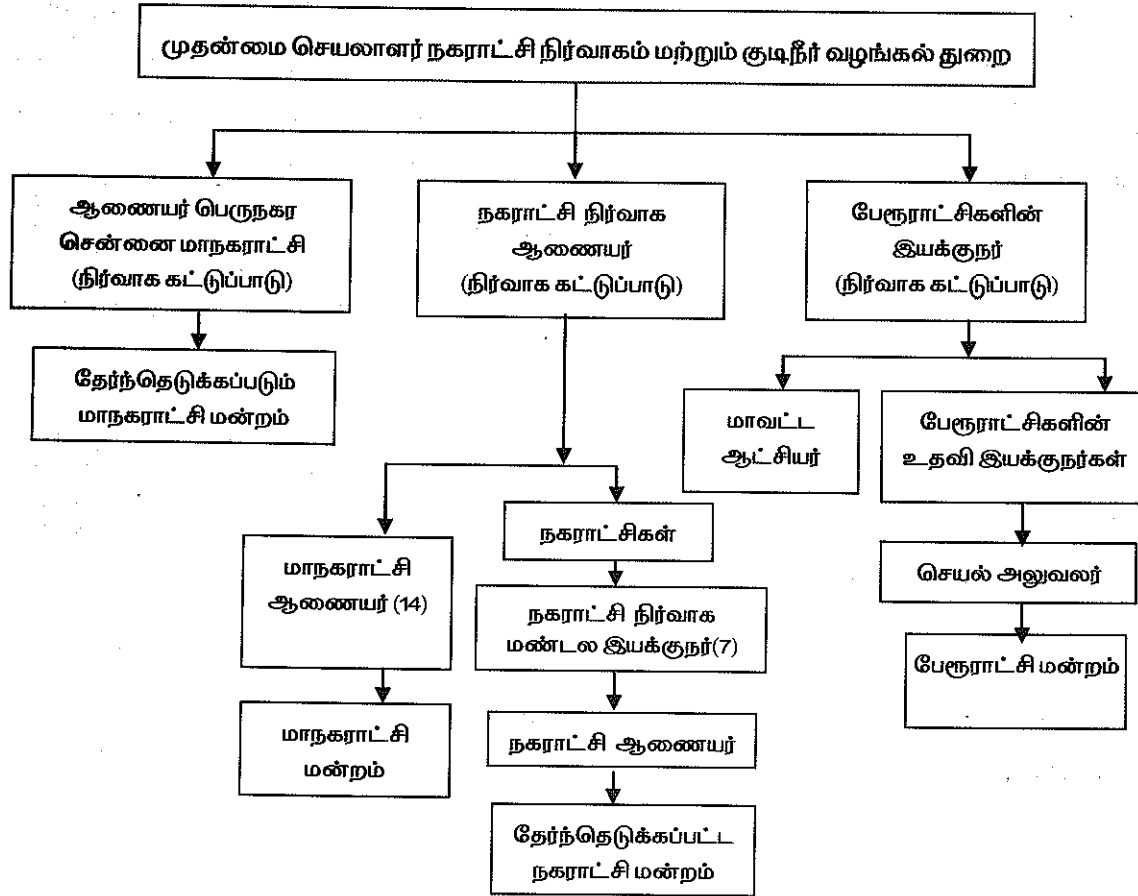 முதன்மை செயலாளர் நகராட்சி நிர்வாகம் மற்றும் குடிநீர் வழங்கல் துறை
ஆணையர் பெருநகர
சென்னை மாநகராட்சி
(நிர்வாக கட்டுப்பாடு)
நகராட்சி நிர்வாக
ஆணையர்
(நிர்வாக கட்டுப்பாடு)
பேரூராட்சிகளின்
இயக்குநர்
(நிர்வாக கட்டுப்பாடு)
தேர்ந்தெடுக்கப்படும்
மாநகராட்சி மன்றம்
மாவட்ட
ஆட்சியர்
பேரூராட்சிகளின்
உதவி இயக்குநர்கள்
மாநகராட்சி
ஆணையர் (14)
நகராட்சிகள்
செயல் அலுவலர்
நகராட்சி நிர்வாக
மண்டல இயக்குநர்(7)
பேரூராட்சி மன்றம்
மாநகராட்சி
மன்றம்
நகராட்சி ஆணையர்
தேர்ந்தெடுக்கப்பட்ட
நகராட்சி மன்றம்